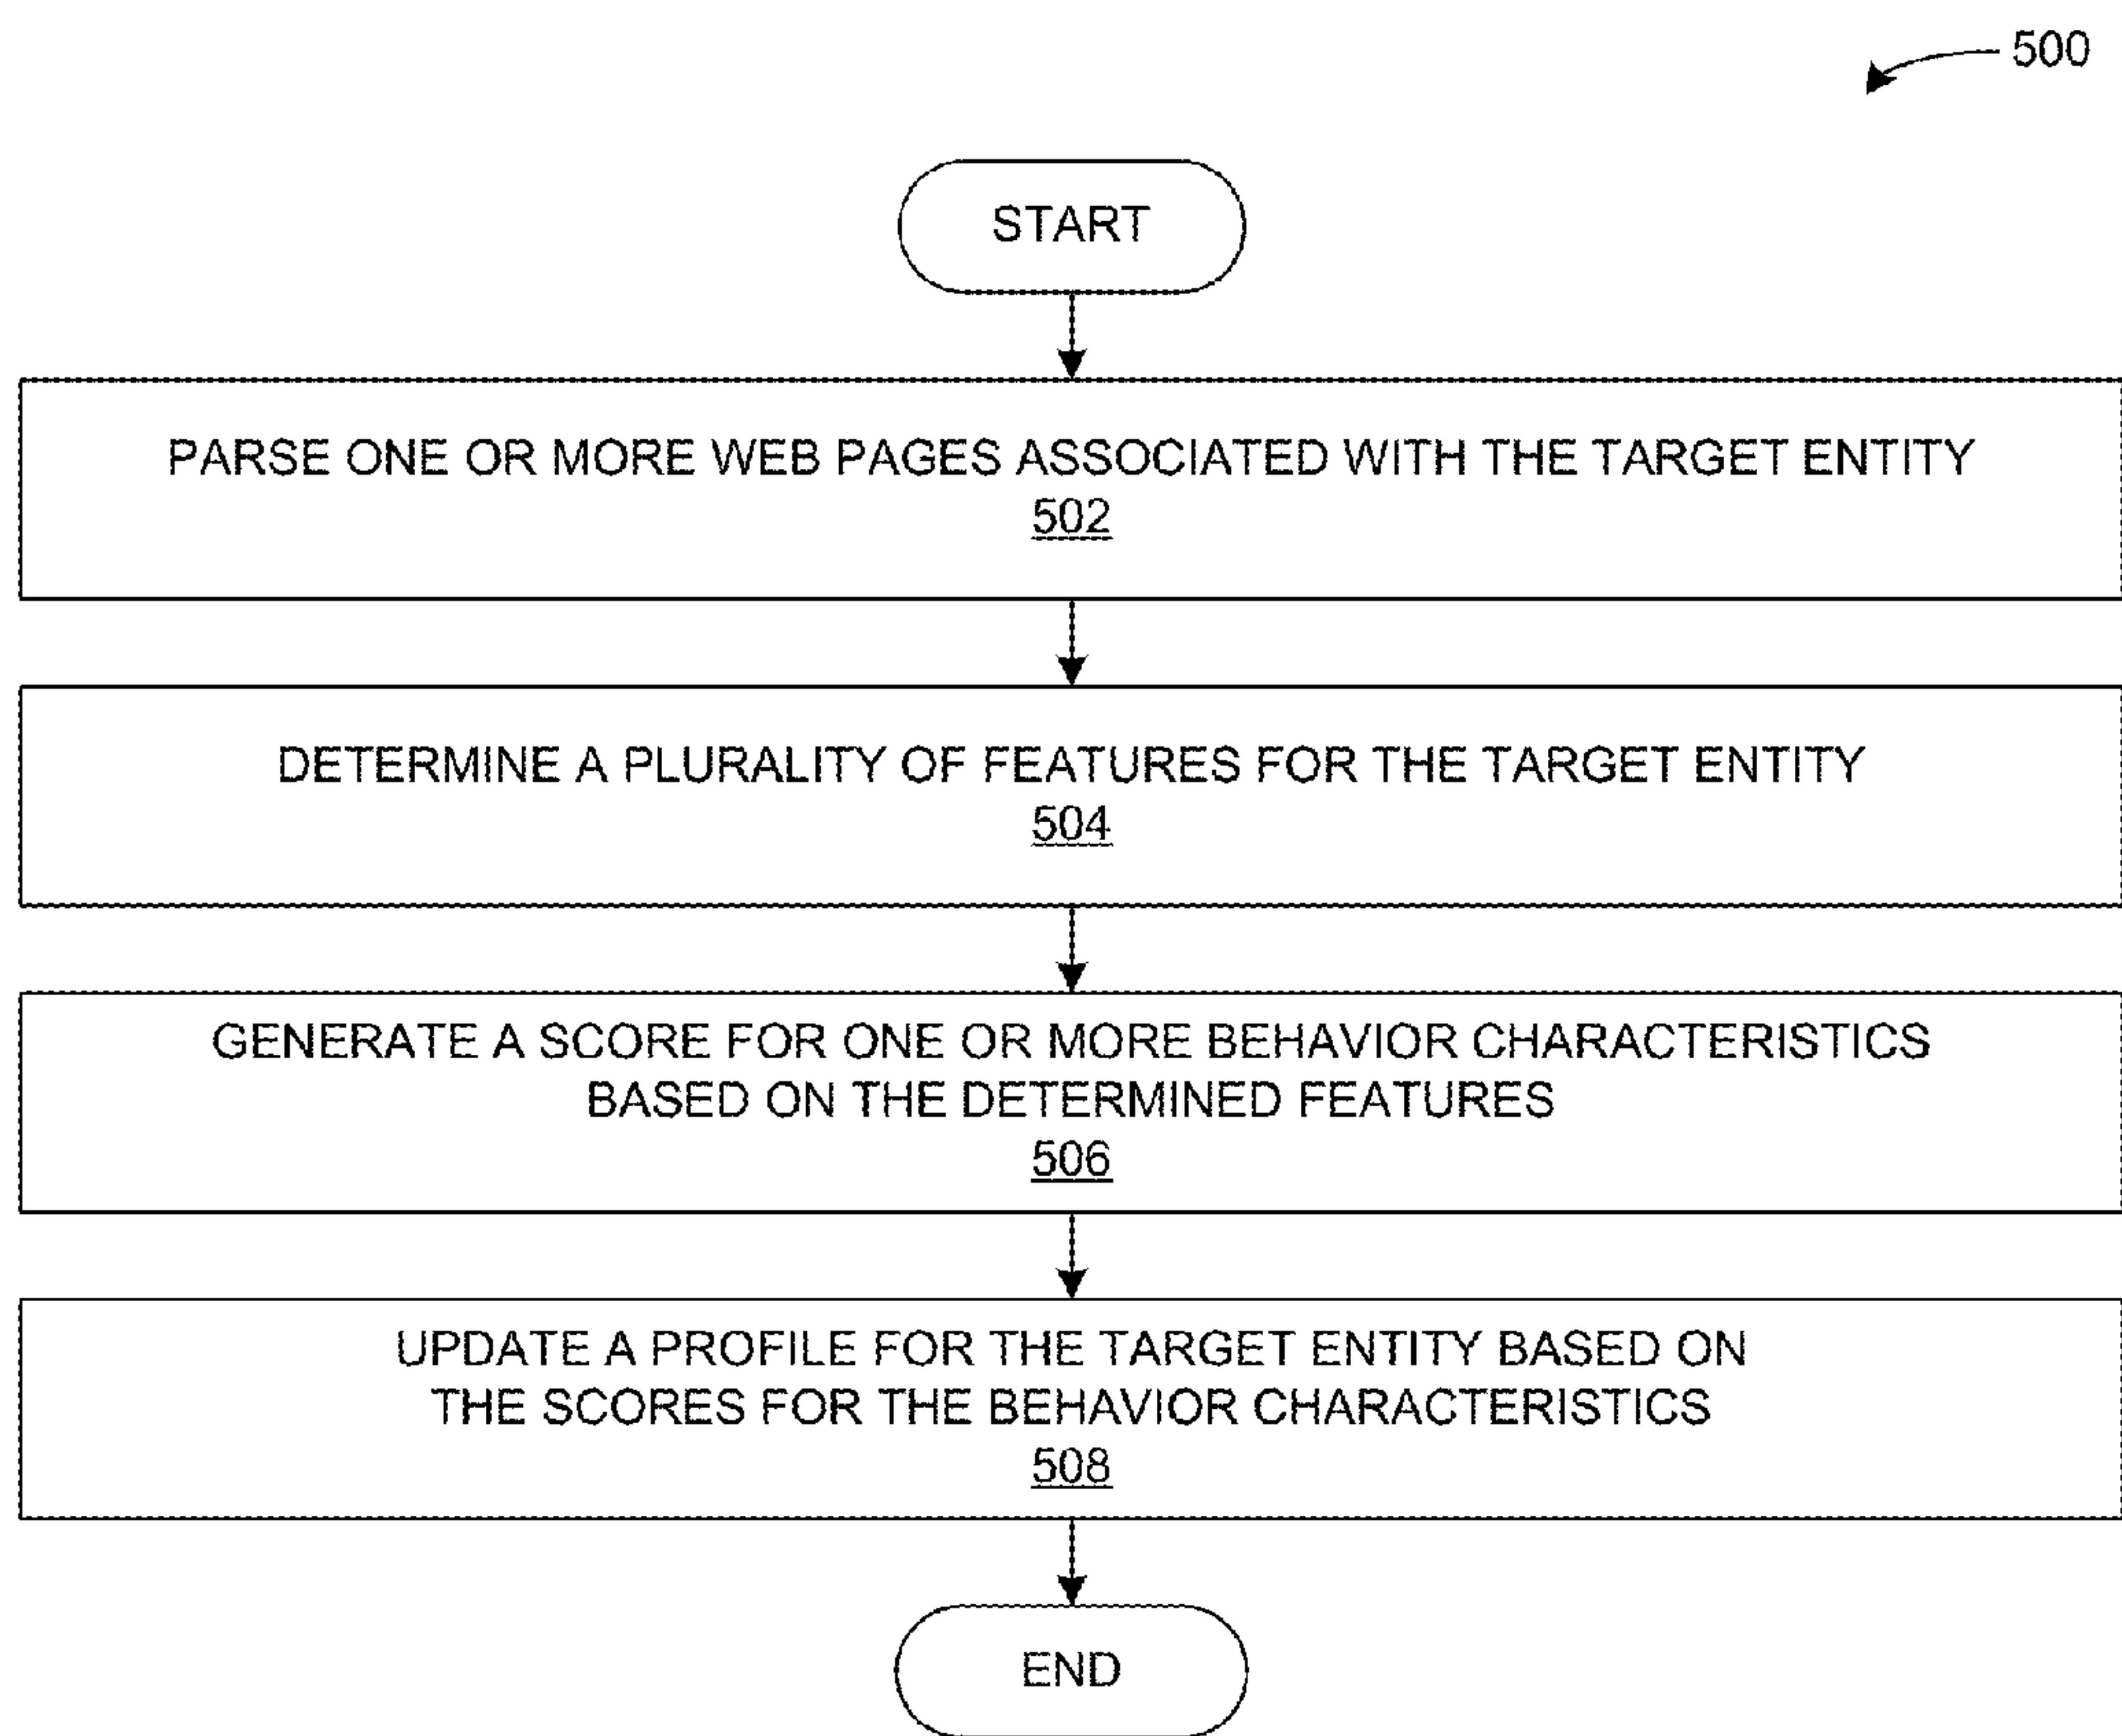 500
START
PARSE ONE OR MORE WEB PAGES ASSOCIATED WITH THE TARGET ENTITY
502
DETERMINE A PLURALITY OF FEATURES FOR THE TARGET ENTITY
504
GENERATE A SCORE FOR ONE OR MORE BEHAVIOR CHARACTERISTICS
BASED ON THE DETERMINED FEATURES
506
UPDATE A PROFILE FOR THE TARGET ENTITY BASED ON
THE SCORES FOR THE BEHAVIOR CHARACTERISTICS
508
END